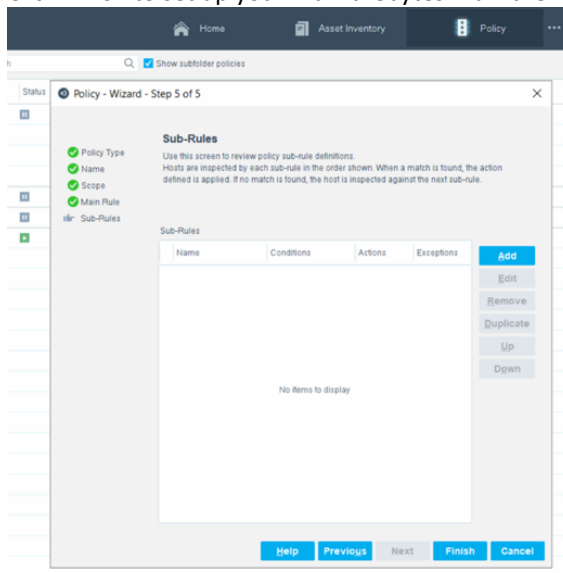 Home Asset Inventory Policy ...
Show subfolder policies
Status
Policy - Wizard - Step 5 of 5
Sub-Rules
Use this screen to review policy sub-rule definitions.
Hosts are inspected by each sub-rule in the order shown. When a match is found, the action
defined is applied. If no match is found, the host is inspected against the next sub-rule.
Policy Type
Name
Scope
Main Rule
Sub-Rules
Sub-Rules
Name Conditions Actions Exceptions
Add
Edit
Remove
Duplicate
Up
Down
No items to display
Help Previous Next Finish Cancel